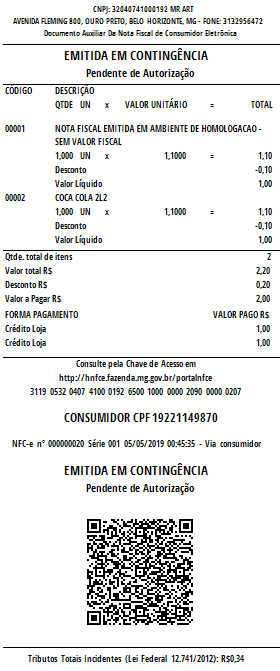 CNPJ: 32040741000192 MR ART
AVENIDA FLEMING 800, OURO PRETO, BELO HORIZONTE, MG - FONE: 3132956472
Documento Auxiliar Da Nota Fiscal de Consumidor Eletrônica
EMITIDA EM CONTINGÊNCIA
Pendente de Autorização
CÓDIGO DESCRIÇÃO
QTDE UN x VALOR UNITÁRIO = TOTAL
00001 NOTA FISCAL EMITIDA EM AMBIENTE DE HOMOLOGACAO -
SEM VALOR FISCAL
1,000 UN x 1,1000 = 1,10
Desconto -0,10
Valor Líquido 1,00
00002 COCA COLA 2L2
1,000 UN x 1,1000 = 1,10
Desconto -0,10
Valor Líquido 1,00
Qtde. total de itens 2
Valor total R$ 2,20
Desconto R$ 0,20
Valor a Pagar R$ 2,00
FORMA PAGAMENTO VALOR PAGO R$
Crédito Loja 1,00
Crédito Loja 1,00
Consulte pela Chave de Acesso em
http://hnfce.fazenda.mg.gov.br/portalnfce
3119 0532 0407 4100 0192 6500 1000 0000 2090 0000 0207
CONSUMIDOR CPF 19221149870
NFC-e nº 000000020 Série 001 05/05/2019 00:45:35 - Via consumidor
EMITIDA EM CONTINGÊNCIA
Pendente de Autorização
Tributos Totais Incidentes (Lei Federal 12.741/2012): R$0,34